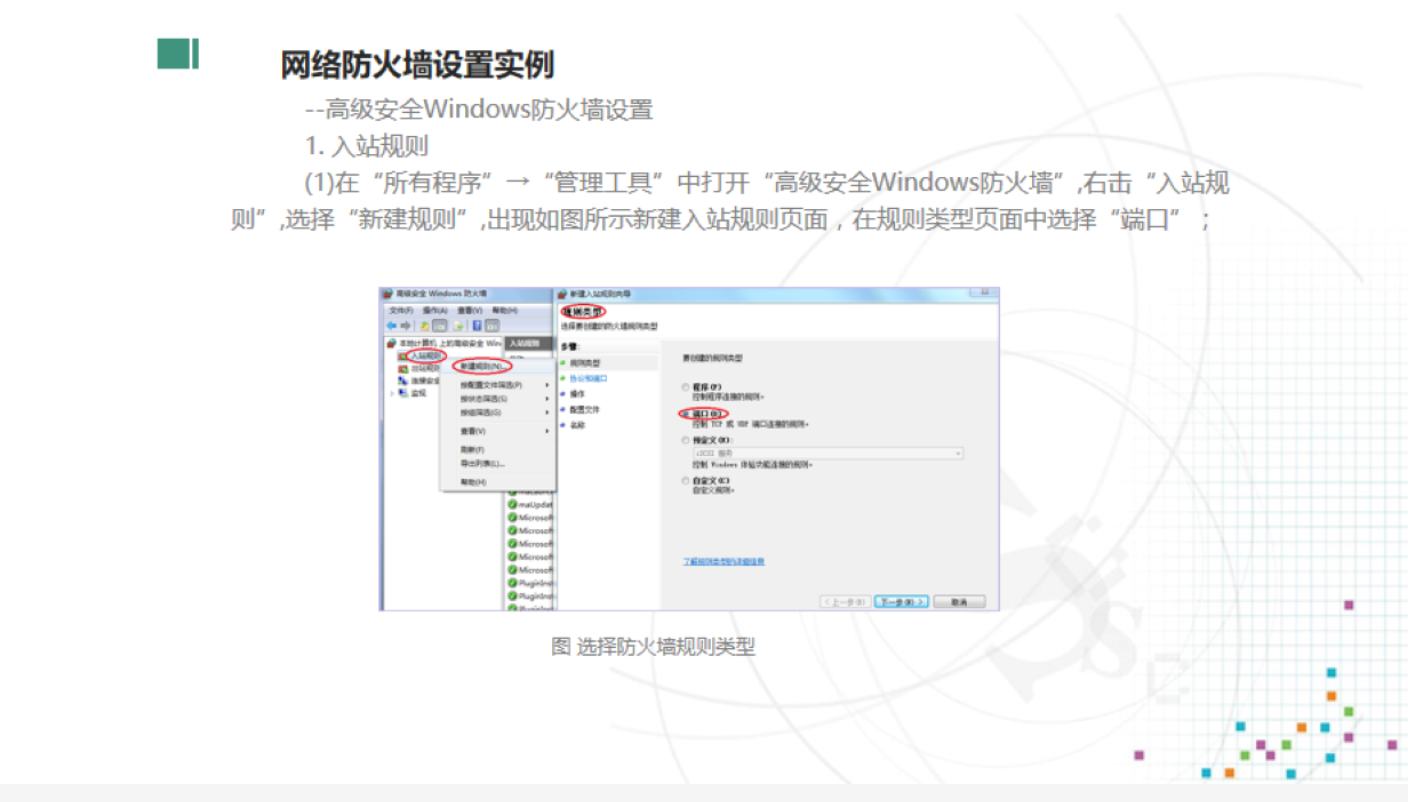 网络防火墙设置实例
--高级安全Windows防火墙设置
1. 入站规则
(1)在“所有程序”→“管理工具”中打开“高级安全Windows防火墙”,右击“入站规
则”,选择“新建规则”,出现如图所示新建入站规则页面，在规则类型页面中选择“端口”；
高级安全 Windows 防火墙
文件(F) 操作(A) 查看(V) 帮助(H)
本地计算机 上的高级安全 Win
入站规则
出站规则
连接安全
监视
入站规则
新建规则(N)...
按配置文件筛选(P)
按状态筛选(S)
按组筛选(G)
查看(V)
刷新(F)
导出列表(L)...
帮助(H)
maUpdat
Microsoft
Microsoft
Microsoft
Microsoft
Microsoft
PluginInst
PluginInst
新建入站规则向导
规则类型
选择要创建的防火墙规则类型
步骤:
规则类型
协议和端口
操作
配置文件
名称
要创建的规则类型
程序(P)
控制程序连接的规则。
端口(O)
控制 TCP 或 UDP 端口连接的规则。
预定义(E):
iSCSI 服务
控制 Windows 体验功能连接的规则。
自定义(C)
自定义规则。
了解规则类型的详细信息
<上一步(B) 下一步(N)> 取消
图 选择防火墙规则类型